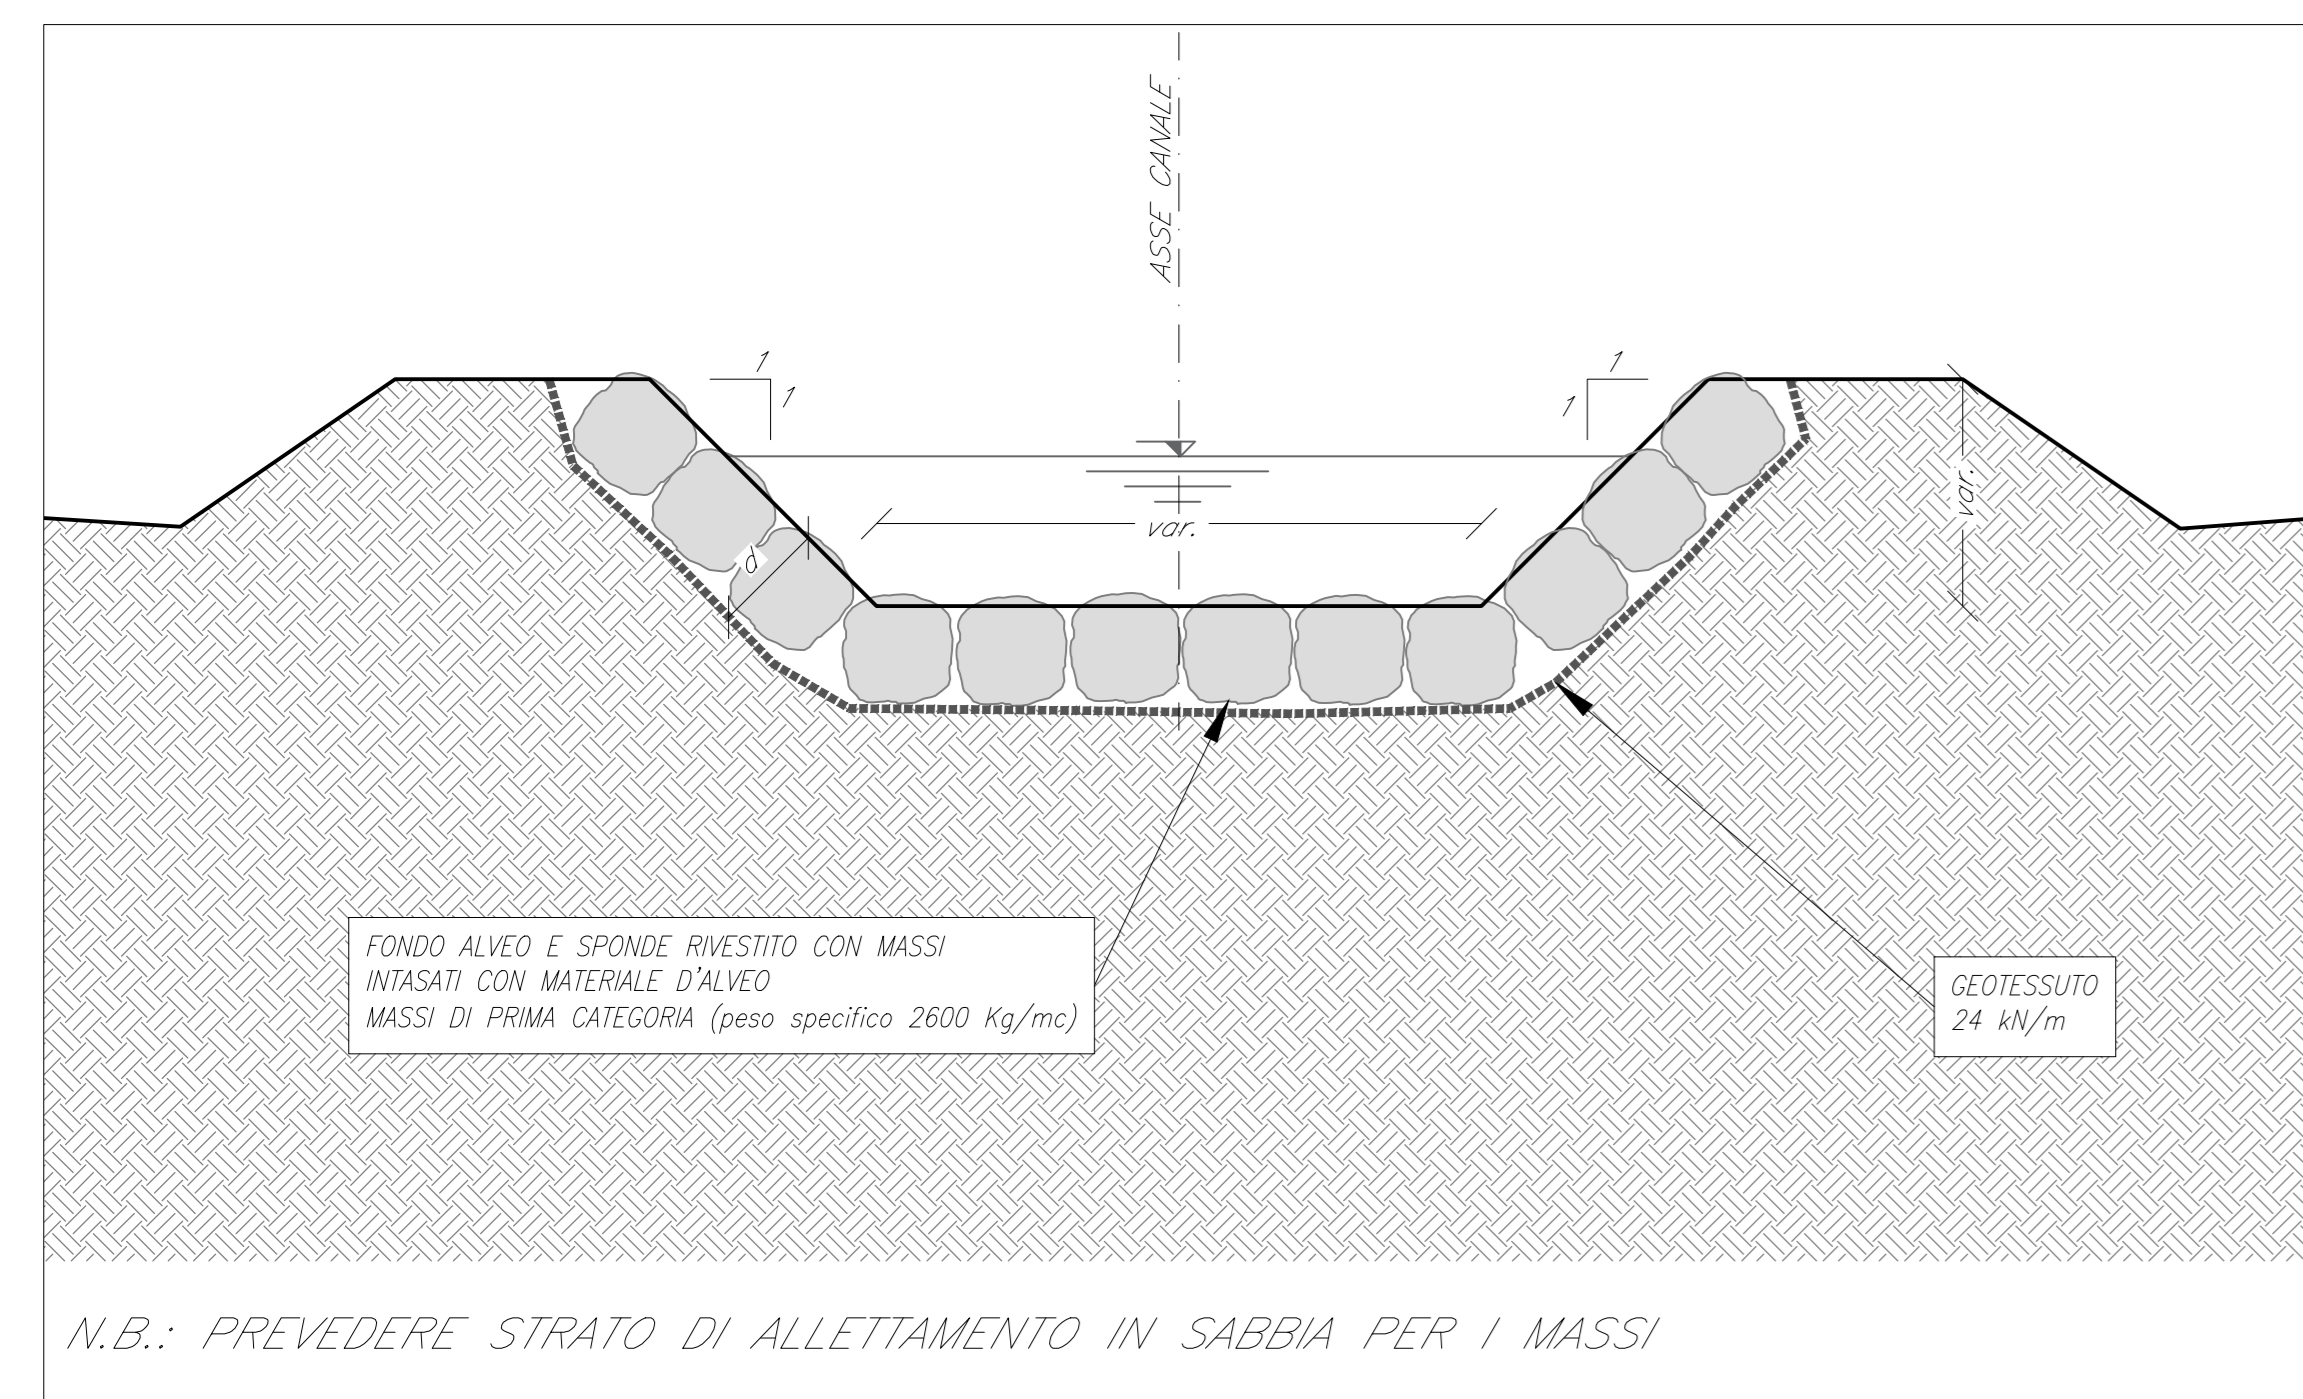 ASSE CANALE
1
1
1
1
var.
var.
d
FONDO ALVEO E SPONDE RIVESTITO CON MASSI
INTASATI CON MATERIALE D'ALVEO
MASSI DI PRIMA CATEGORIA (peso specifico 2600 Kg/mc)
GEOTESSUTO
24 kN/m
N.B.: PREVEDERE STRATO DI ALLETTAMENTO IN SABBIA PER I MASSI